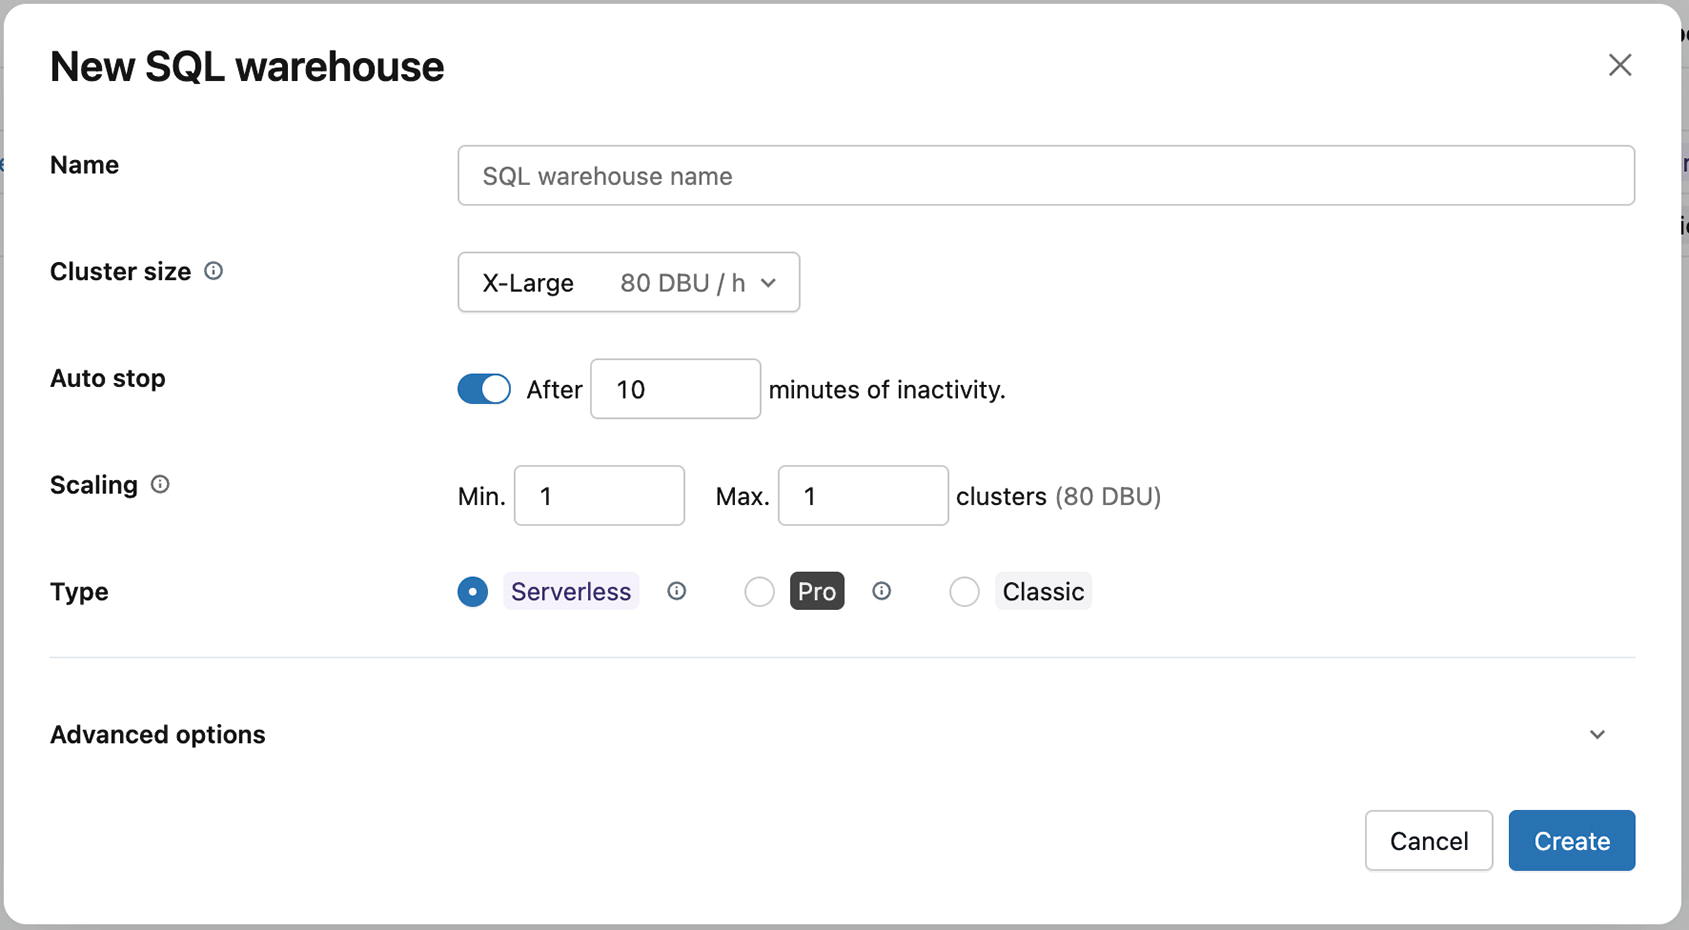 New SQL warehouse
Name
SQL warehouse name
Cluster size
X-Large 80 DBU / h
Auto stop
After 10 minutes of inactivity.
Scaling
Min. 1 Max. 1 clusters (80 DBU)
Type
Serverless Pro Classic
Advanced options
Cancel Create